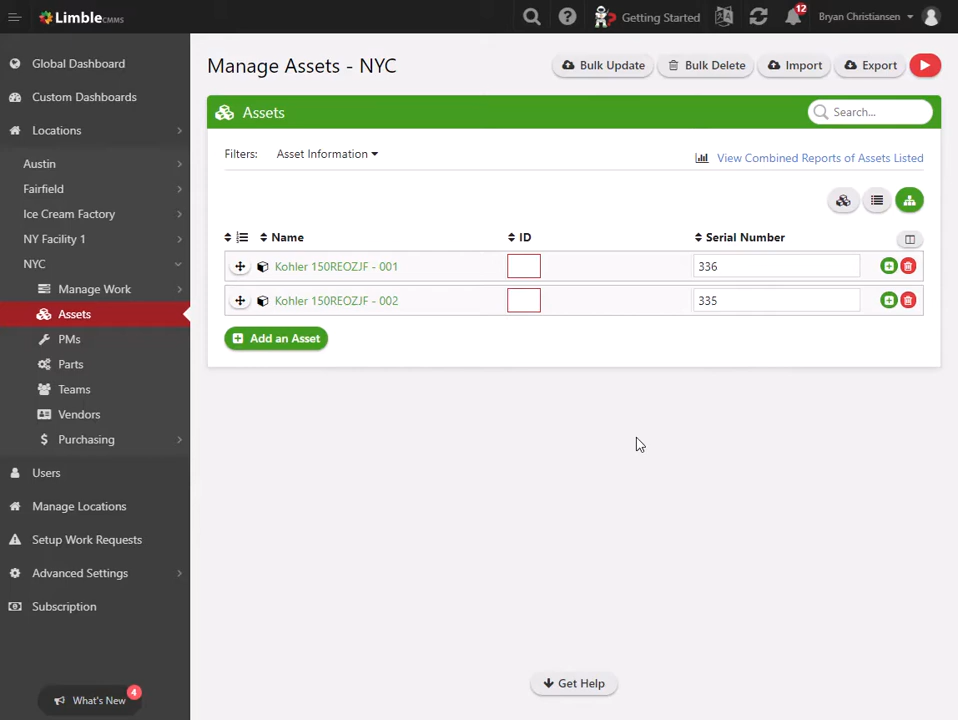 Limble CMMS
Getting Started
12
Bryan Christiansen
Global Dashboard
Custom Dashboards
Locations
Austin
Fairfield
Ice Cream Factory
NY Facility 1
NYC
Manage Work
Assets
PMs
Parts
Teams
Vendors
$ Purchasing
Users
Manage Locations
Setup Work Requests
Advanced Settings
Subscription
What's New 4
Manage Assets - NYC
Bulk Update
Bulk Delete
Import
Export
Assets
Search...
Filters: Asset Information
View Combined Reports of Assets Listed
Name ID Serial Number
Kohler 150REOZJF - 001 336
Kohler 150REOZJF - 002 335
Add an Asset
Get Help